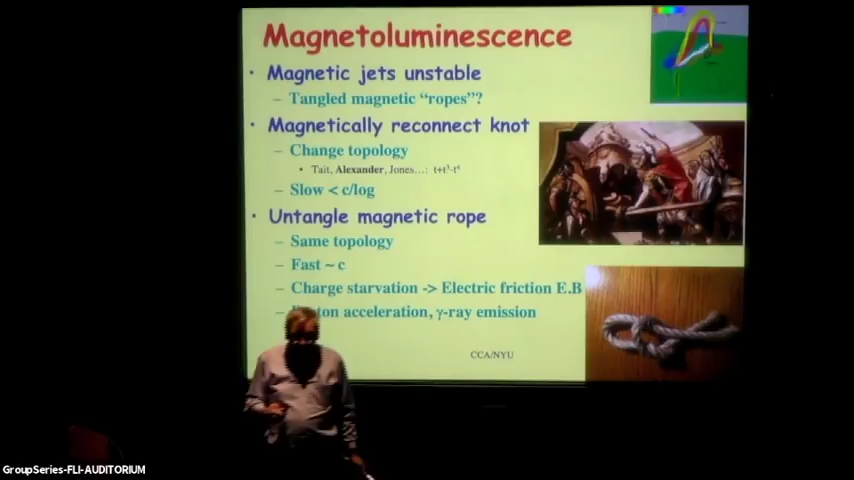 Magnetoluminescence
• Magnetic jets unstable
– Tangled magnetic “ropes”?
• Magnetically reconnect knot
– Change topology
• Tait, Alexander, Jones…: t+t³-t⁴
– Slow < c/log
• Untangle magnetic rope
– Same topology
– Fast ~ c
– Charge starvation -> Electric friction E.B
– acceleration, γ-ray emission
CCA/NYU
GroupSeries-FLI-AUDITORIUM